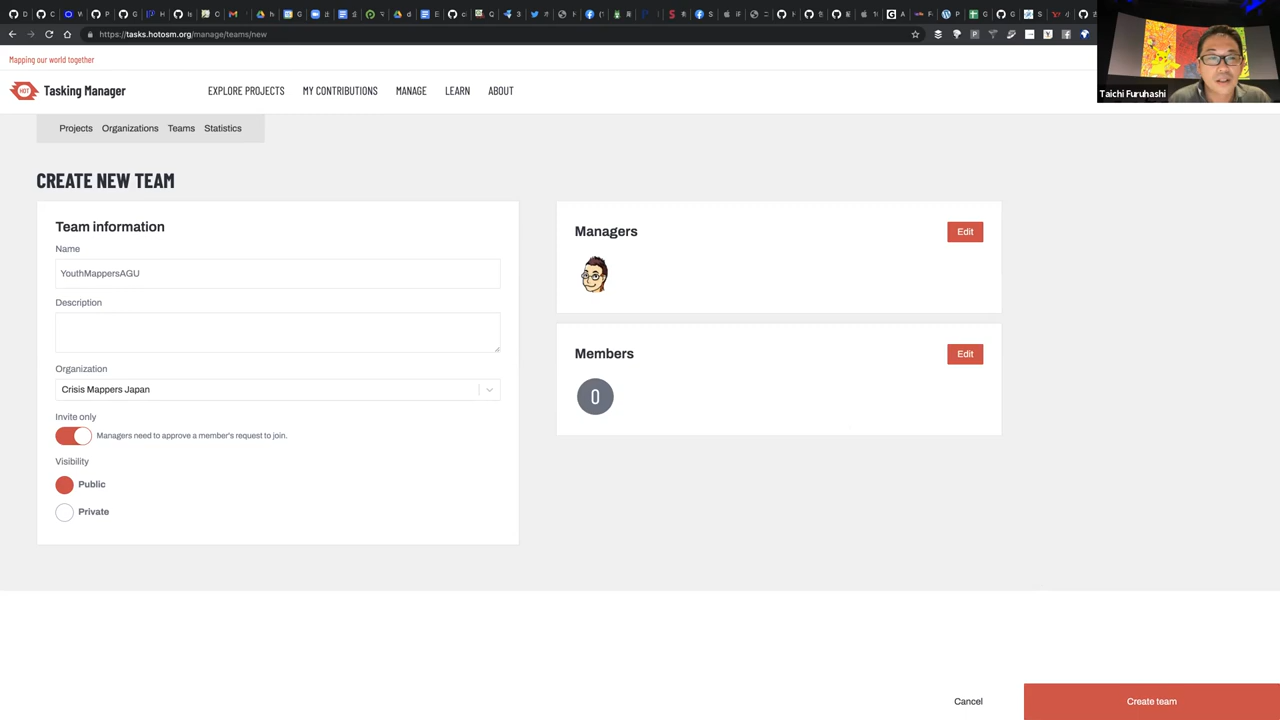 https://tasks.hotosm.org/manage/teams/new
Taichi Furuhashi
Mapping our world together
HOT Tasking Manager
EXPLORE PROJECTS MY CONTRIBUTIONS MANAGE LEARN ABOUT
Projects Organizations Teams Statistics
CREATE NEW TEAM
Team information
Name
YouthMappersAGU
Description
Organization
Crisis Mappers Japan
Invite only
Managers need to approve a member's request to join.
Visibility
Public
Private
Managers
Edit
Members
Edit
0
Cancel
Create team